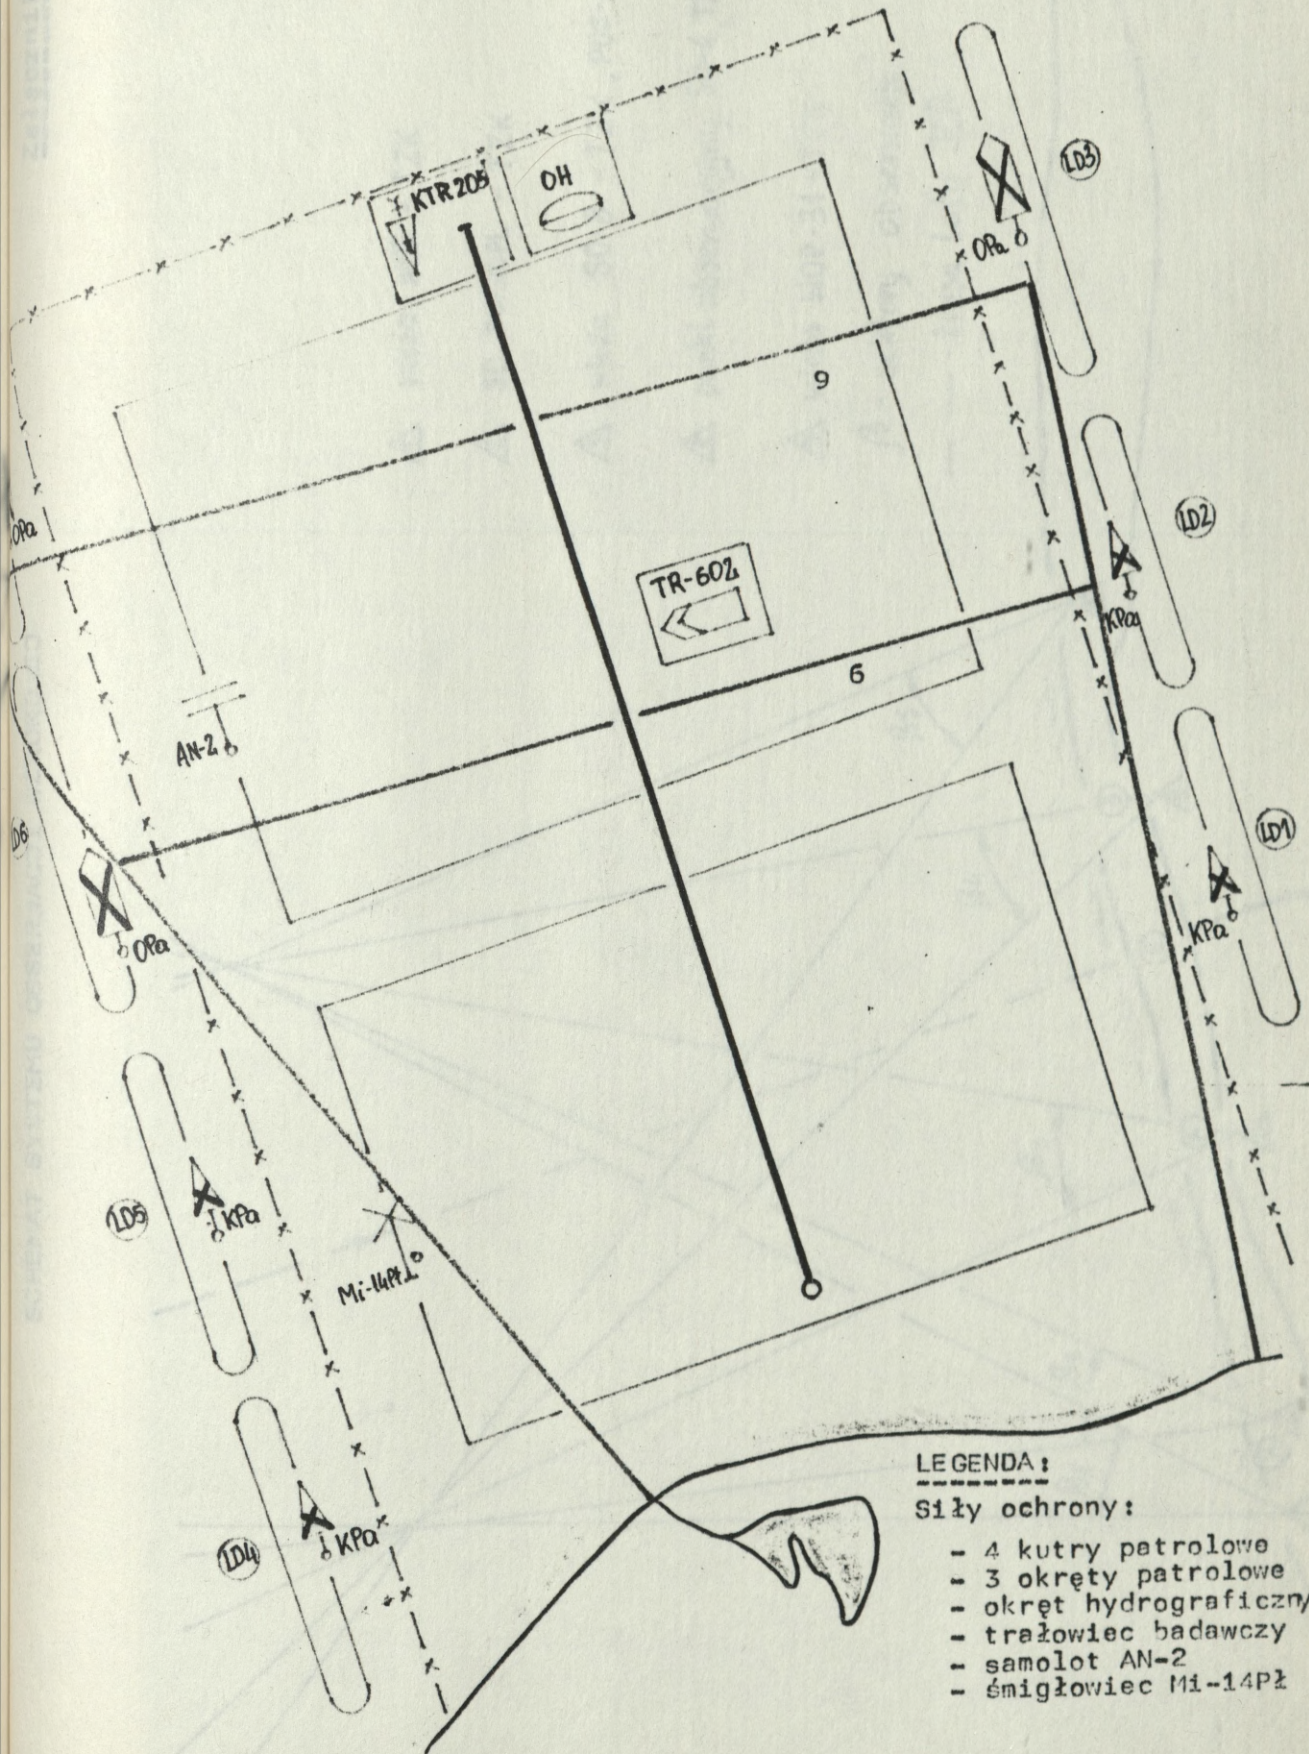 KTR 205
OH
LD3
OPa
9
OPa
LD2
TR-602
KPa
6
AN-2
LD1
KPa
OPa
LD5
KPa
Mi-14Pł
LD4
KPa
LEGENDA:
Siły ochrony:
- 4 kutry patrolowe
- 3 okręty patrolowe
- okręt hydrograficzny
- trałowiec badawczy
- samolot AN-2
- śmigłowiec Mi-14PŁ